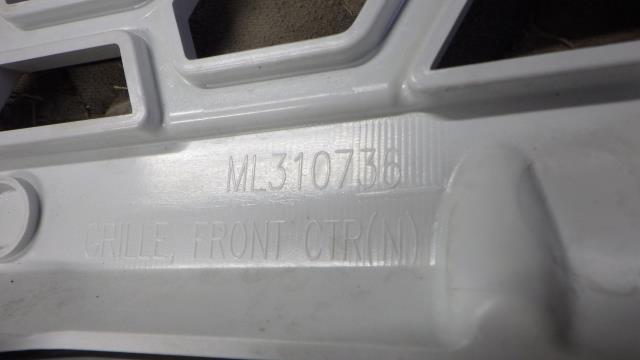 ML310736
GRILLE, FRONT CTR(N)